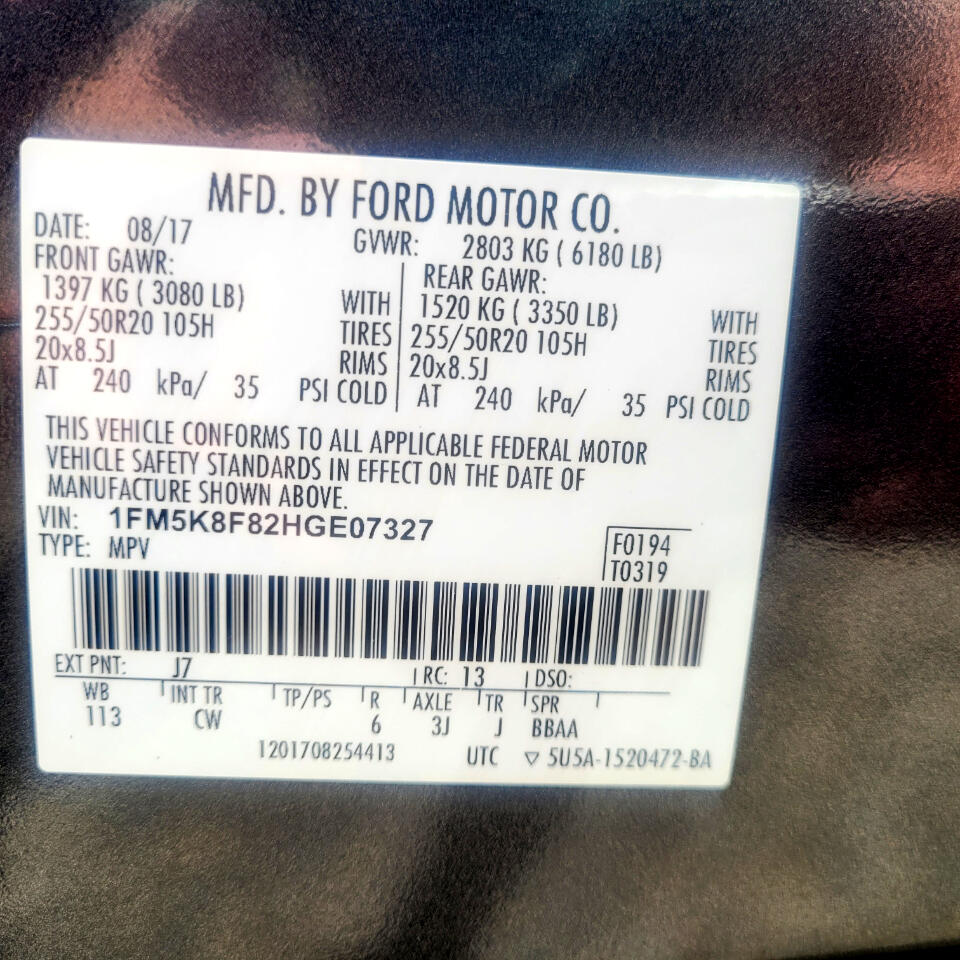 MFD. BY FORD MOTOR CO.
DATE: 08/17 GVWR: 2803 KG ( 6180 LB)
FRONT GAWR: REAR GAWR:
1397 KG ( 3080 LB) WITH 1520 KG ( 3350 LB) WITH
255/50R20 105H TIRES 255/50R20 105H TIRES
20x8.5J RIMS 20x8.5J RIMS
AT 240 kPa/ 35 PSI COLD AT 240 kPa/ 35 PSI COLD
THIS VEHICLE CONFORMS TO ALL APPLICABLE FEDERAL MOTOR
VEHICLE SAFETY STANDARDS IN EFFECT ON THE DATE OF
MANUFACTURE SHOWN ABOVE.
VIN: 1FM5K8F82HGE07327
TYPE: MPV
F0194
T0319
EXT PNT: J7 RC: 13 DSO:
WB INT TR TP/PS R AXLE TR SPR
113 CW 6 3J J BBAA
1201708254413 UTC ▽ 5U5A-1520472-BA